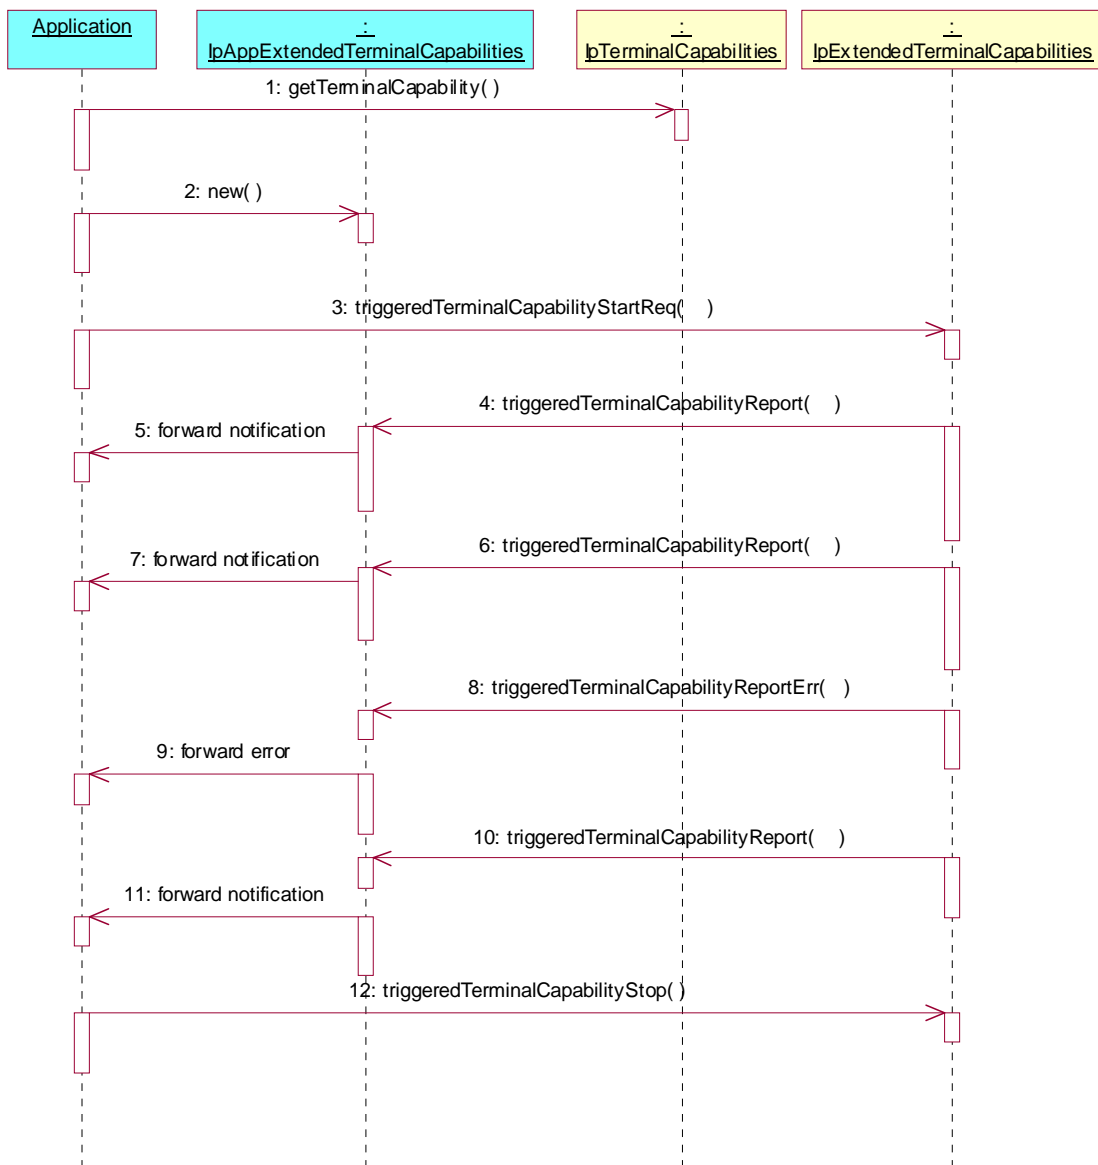 Application
:
IpAppExtendedTerminalCapabilities
:
IpTerminalCapabilities
:
IpExtendedTerminalCapabilities
1: getTerminalCapability( )
2: new( )
3: triggeredTerminalCapabilityStartReq( )
4: triggeredTerminalCapabilityReport( )
5: forward notification
6: triggeredTerminalCapabilityReport( )
7: forward notification
8: triggeredTerminalCapabilityReportErr( )
9: forward error
10: triggeredTerminalCapabilityReport( )
11: forward notification
12: triggeredTerminalCapabilityStop( )